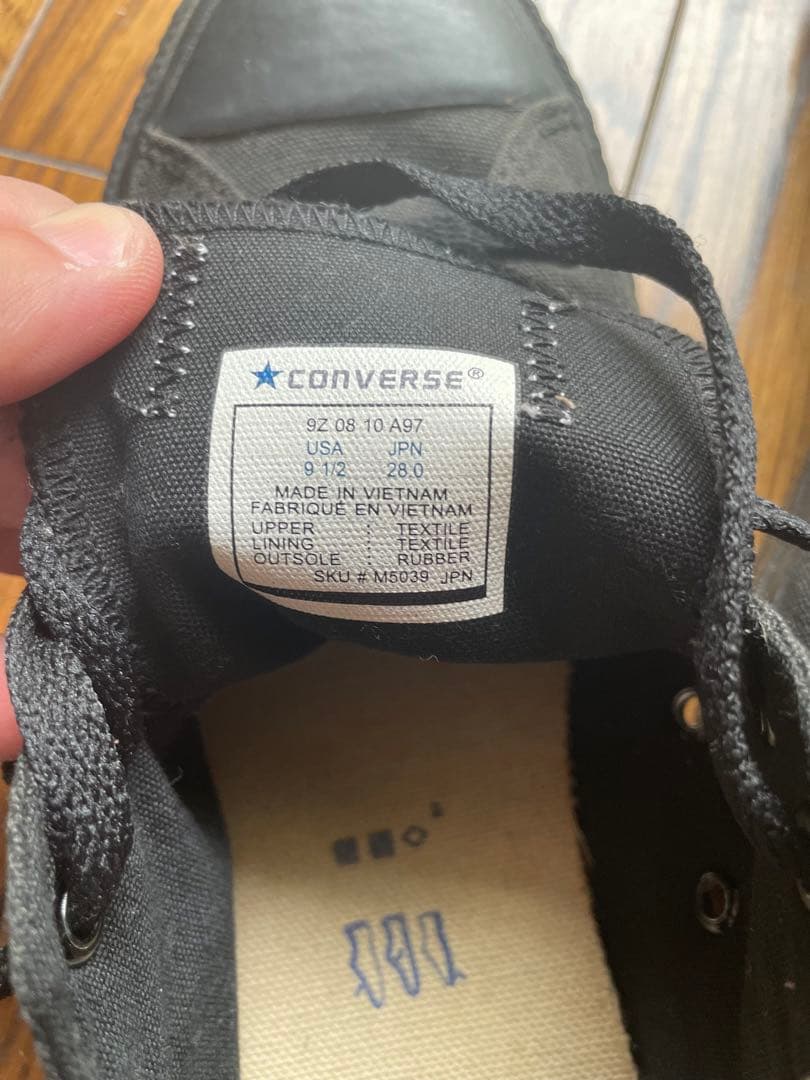 CONVERSE®
9Z 08 10 A97
USA JPN
9 1/2 28.0
MADE IN VIETNAM
FABRIQUÉ EN VIETNAM
UPPER : TEXTILE
LINING : TEXTILE
OUTSOLE : RUBBER
SKU # M5039 JPN